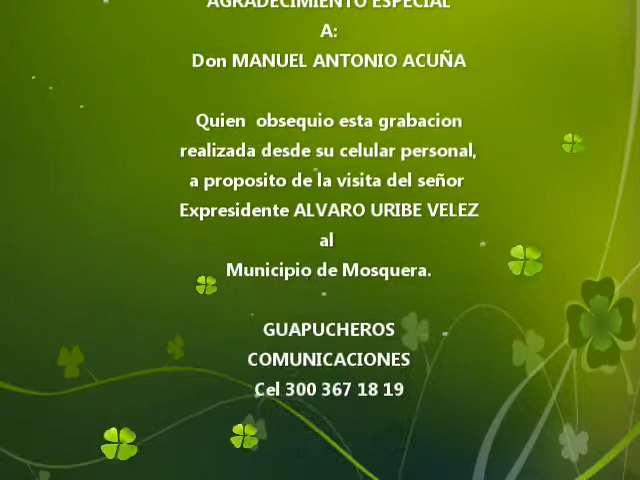 AGRADECIMIENTO ESPECIAL
A:
Don MANUEL ANTONIO ACUÑA
Quien obsequio esta grabacion
realizada desde su celular personal,
a proposito de la visita del señor
Expresidente ALVARO URIBE VELEZ
al
Municipio de Mosquera.
GUAPUCHEROS
COMUNICACIONES
Cel 300 367 18 19